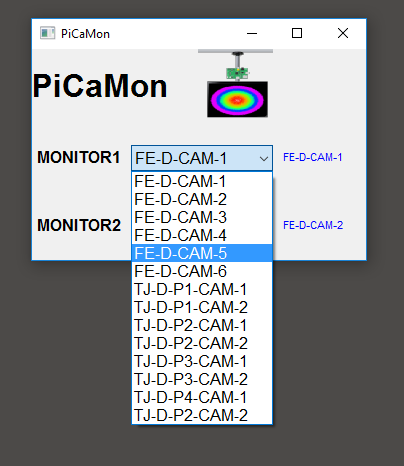 PiCaMon
PiCaMon
MONITOR1 FE-D-CAM-1 FE-D-CAM-1
FE-D-CAM-1
FE-D-CAM-2
FE-D-CAM-3
MONITOR2 FE-D-CAM-4 FE-D-CAM-2
FE-D-CAM-5
FE-D-CAM-6
TJ-D-P1-CAM-1
TJ-D-P1-CAM-2
TJ-D-P2-CAM-1
TJ-D-P2-CAM-2
TJ-D-P3-CAM-1
TJ-D-P3-CAM-2
TJ-D-P4-CAM-1
TJ-D-P2-CAM-2